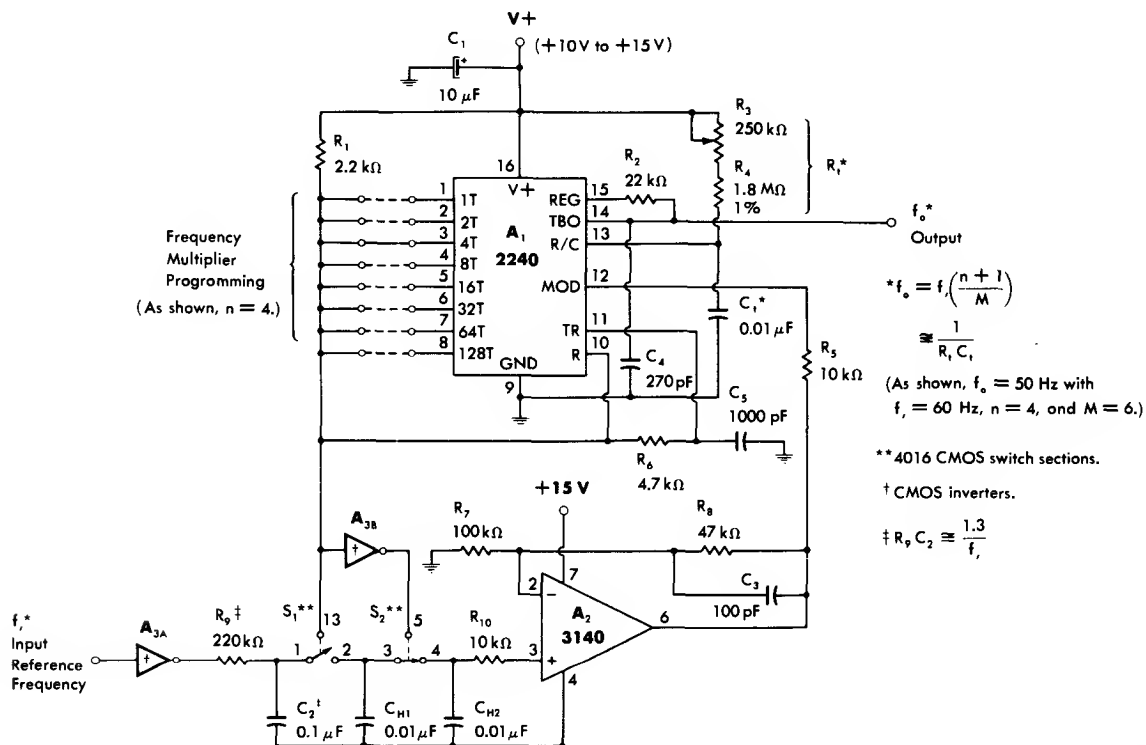 V+
(+10V to +15V)
C1
+
10 μF
R1
2.2 kΩ
R3
250 kΩ
Rt*
R4
1.8 MΩ
1%
R2
22 kΩ
16
V+
1 1T
2 2T
3 4T
4 8T
5 16T
6 32T
7 64T
8 128T
A1
2240
REG 15
TBO 14
R/C 13
MOD 12
TR 11
R 10
GND
9
Frequency
Multiplier
Programming
(As shown, n = 4.)
fo*
Output
Ct*
0.01 μF
C4
270 pF
C5
1000 pF
R5
10 kΩ
R6
4.7 kΩ
*fo = fr(n + 1 / M)
≅ 1 / Rt Ct
(As shown, fo = 50 Hz with
fr = 60 Hz, n = 4, ond M = 6.)
**4016 CMOS switch sections.
† CMOS inverters.
‡ R9 C2 ≅ 1.3 / fr
+15 V
R7
100 kΩ
R8
47 kΩ
C3
100 pF
A3B
†
2
−
7
A2
3140
6
3
+
4
fr*
Input
Reference
Frequency
A3A
†
R9‡
220 kΩ
S1**
13
S2**
5
1
2
3
4
R10
10 kΩ
C2‡
0.1 μF
CH1
0.01 μF
CH2
0.01 μF